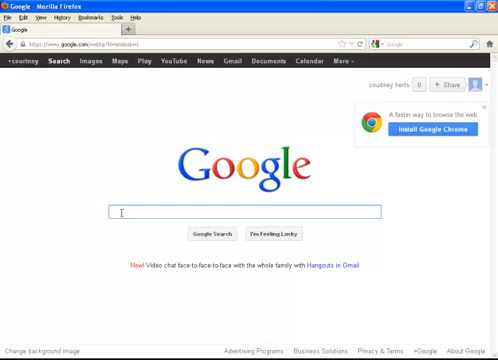 Google - Mozilla Firefox
File Edit View History Bookmarks Tools Help
Google
Google
+courtney Search Images Maps Play YouTube News Gmail Documents Calendar More
courtney herts 0 + Share
A faster way to browse the web
Install Google Chrome
Google
Google Search I'm Feeling Lucky
New! Video chat face-to-face-to-face with the whole family with Hangouts in Gmail
Change background image Advertising Programs Business Solutions Privacy & Terms +Google About Google